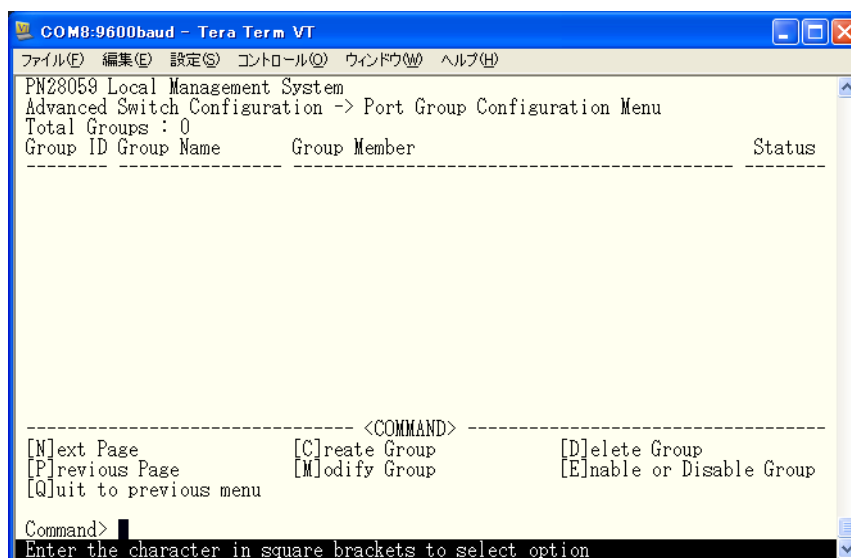 COM8:9600baud - Tera Term VT
ファイル(F) 編集(E) 設定(S) コントロール(O) ウィンドウ(W) ヘルプ(H)
PN28059 Local Management System
Advanced Switch Configuration -> Port Group Configuration Menu
Total Groups : 0
Group ID Group Name Group Member Status
-------- ---------------- ------------------------------------------- --------
-------------------------------- <COMMAND> -----------------------------------
[N]ext Page [C]reate Group [D]elete Group
[P]revious Page [M]odify Group [E]nable or Disable Group
[Q]uit to previous menu
Command>
Enter the character in square brackets to select option